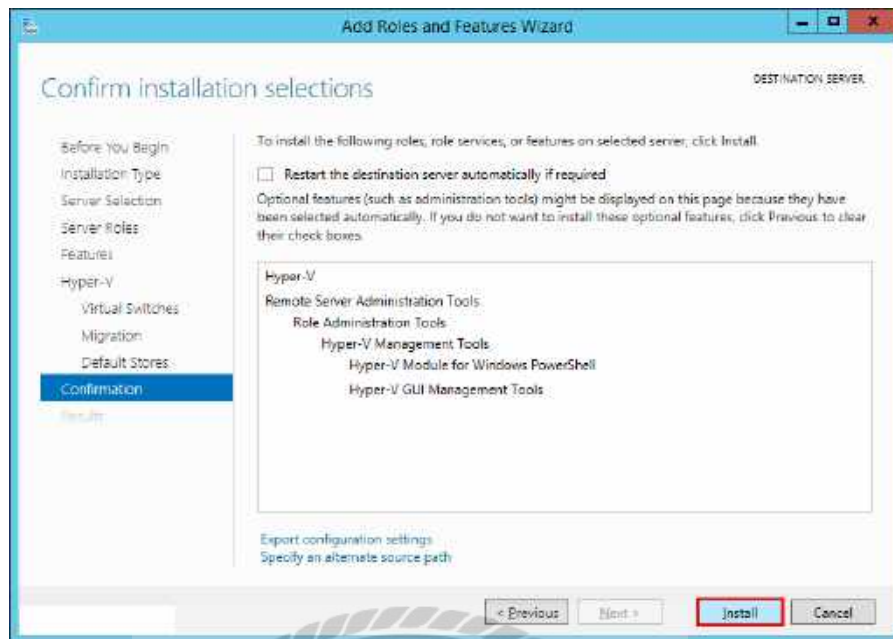 Add Roles and Features Wizard
Confirm installation selections
DESTINATION SERVER
Before You Begin
Installation Type
Server Selection
Server Roles
Features
Hyper-V
Virtual Switches
Migration
Default Stores
Confirmation
Results
To install the following roles, role services, or features on selected server, click Install.
Restart the destination server automatically if required
Optional features (such as administration tools) might be displayed on this page because they have
been selected automatically. If you do not want to install these optional features, click Previous to clear
their check boxes.
Hyper-V
Remote Server Administration Tools
Role Administration Tools
Hyper-V Management Tools
Hyper-V Module for Windows PowerShell
Hyper-V GUI Management Tools
Export configuration settings
Specify an alternate source path
< Previous
Next >
Install
Cancel